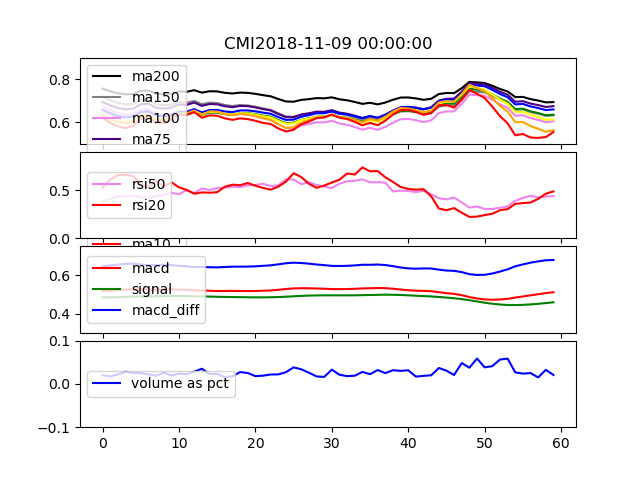 CMI2018-11-09 00:00:00
0.8
0.6
ma200
ma150
ma100
ma75
0.5
0.0
rsi50
rsi20
ma10
0.6
0.4
macd
signal
macd_diff
0.1
0.0
−0.1
volume as pct
0 10 20 30 40 50 60